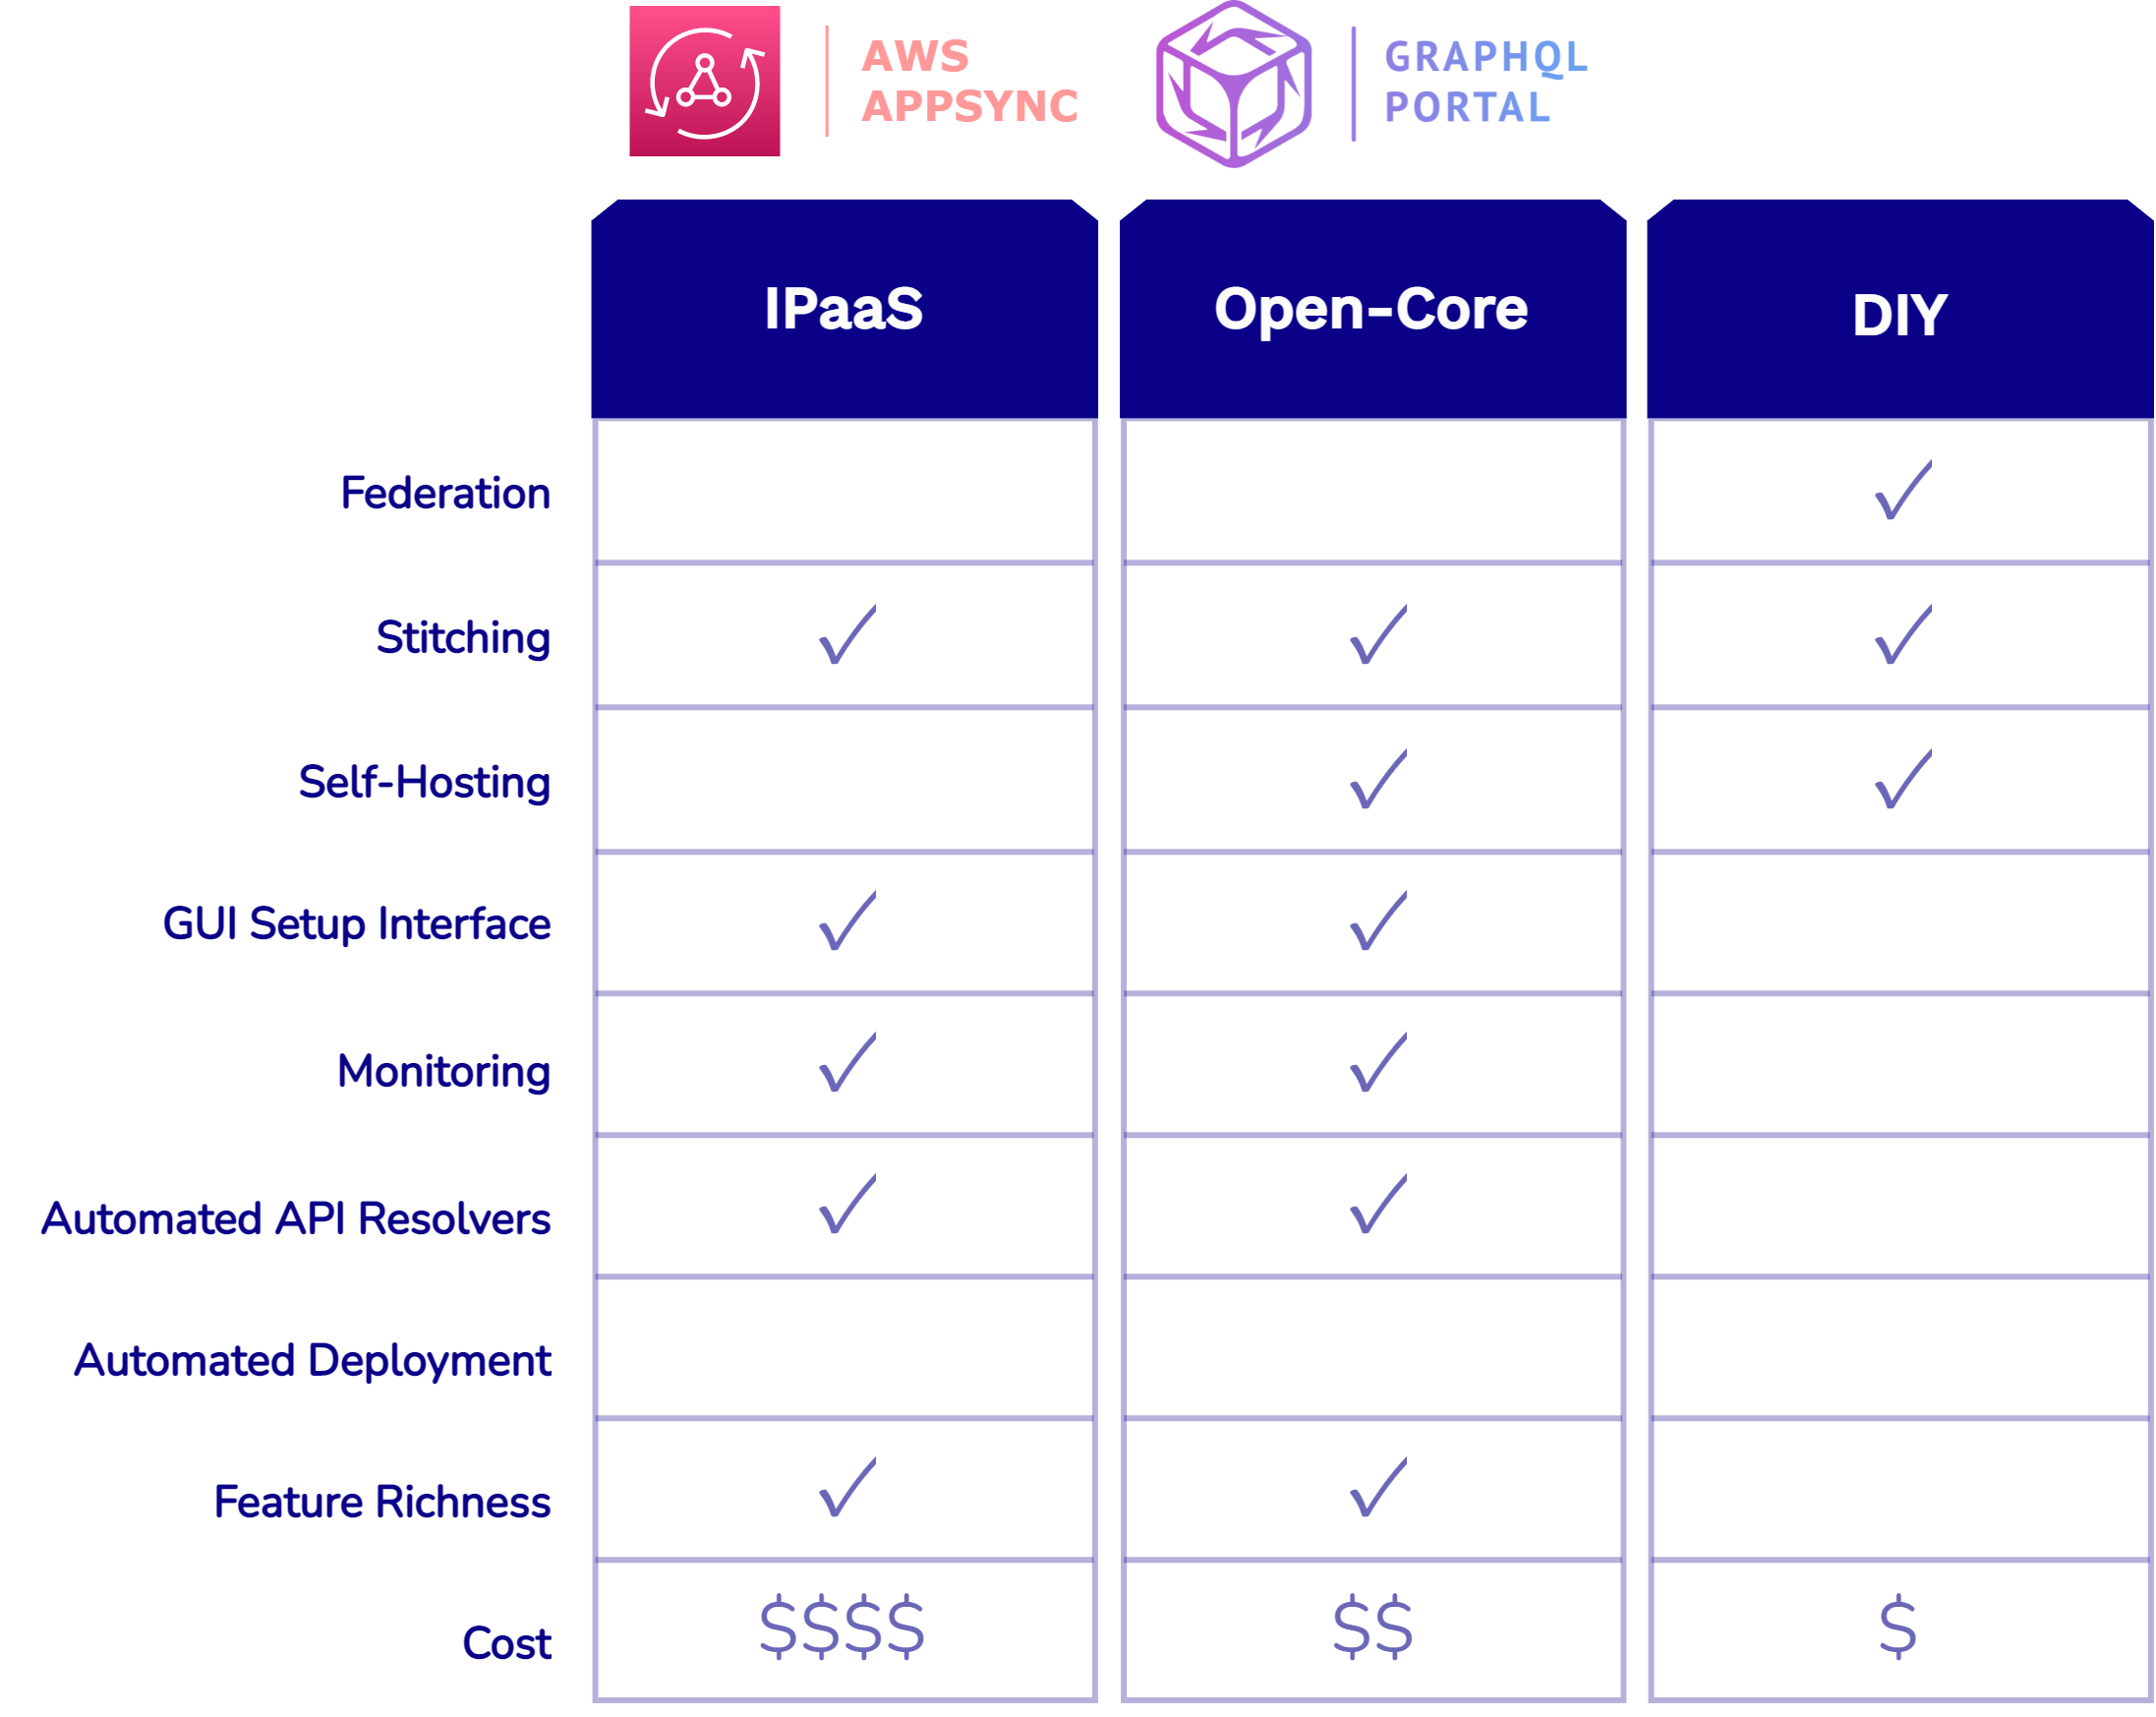 AWS
APPSYNC
GRAPHQL
PORTAL
IPaaS Open-Core DIY
Federation ✓
Stitching ✓ ✓ ✓
Self-Hosting ✓ ✓
GUI Setup Interface ✓ ✓
Monitoring ✓ ✓
Automated API Resolvers ✓ ✓
Automated Deployment
Feature Richness ✓ ✓
Cost $$$$ $$ $